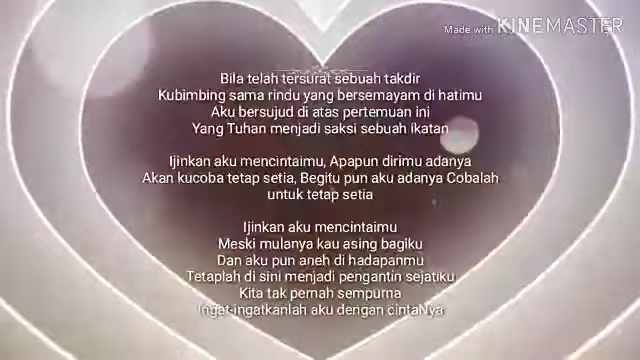 Made with KINEMASTER
Bila telah tersurat sebuah takdir
Kubimbing sama rindu yang bersemayam di hatimu
Aku bersujud di atas pertemuan ini
Yang Tuhan menjadi saksi sebuah ikatan
Ijinkan aku mencintaimu, Apapun dirimu adanya
Akan kucoba tetap setia, Begitu pun aku adanya Cobalah
untuk tetap setia
Ijinkan aku mencintaimu
Meski mulanya kau asing bagiku
Dan aku pun aneh di hadapanmu
Tetaplah di sini menjadi pengantin sejatiku
Kita tak pernah sempurna
Ingat-ingatkanlah aku dengan cintaNya